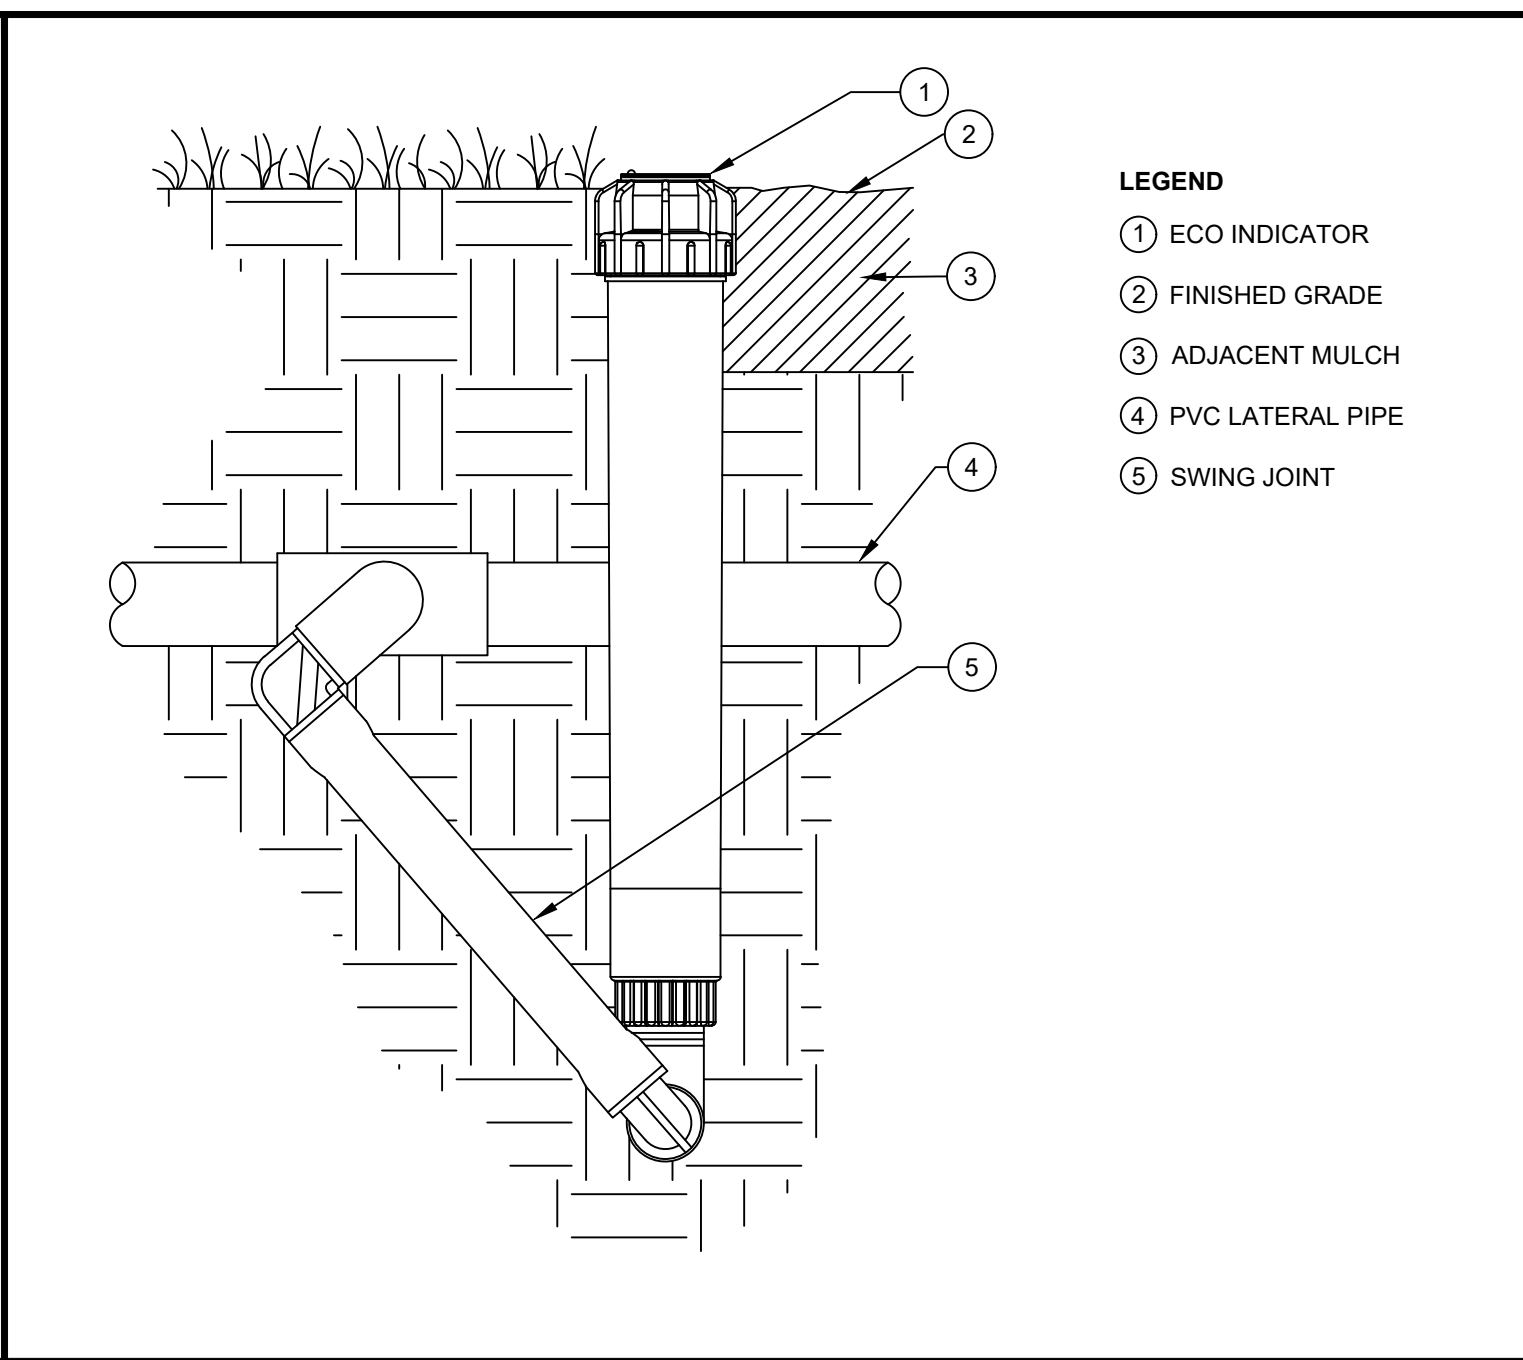 1
2
3
4
5
LEGEND
1 ECO INDICATOR
2 FINISHED GRADE
3 ADJACENT MULCH
4 PVC LATERAL PIPE
5 SWING JOINT